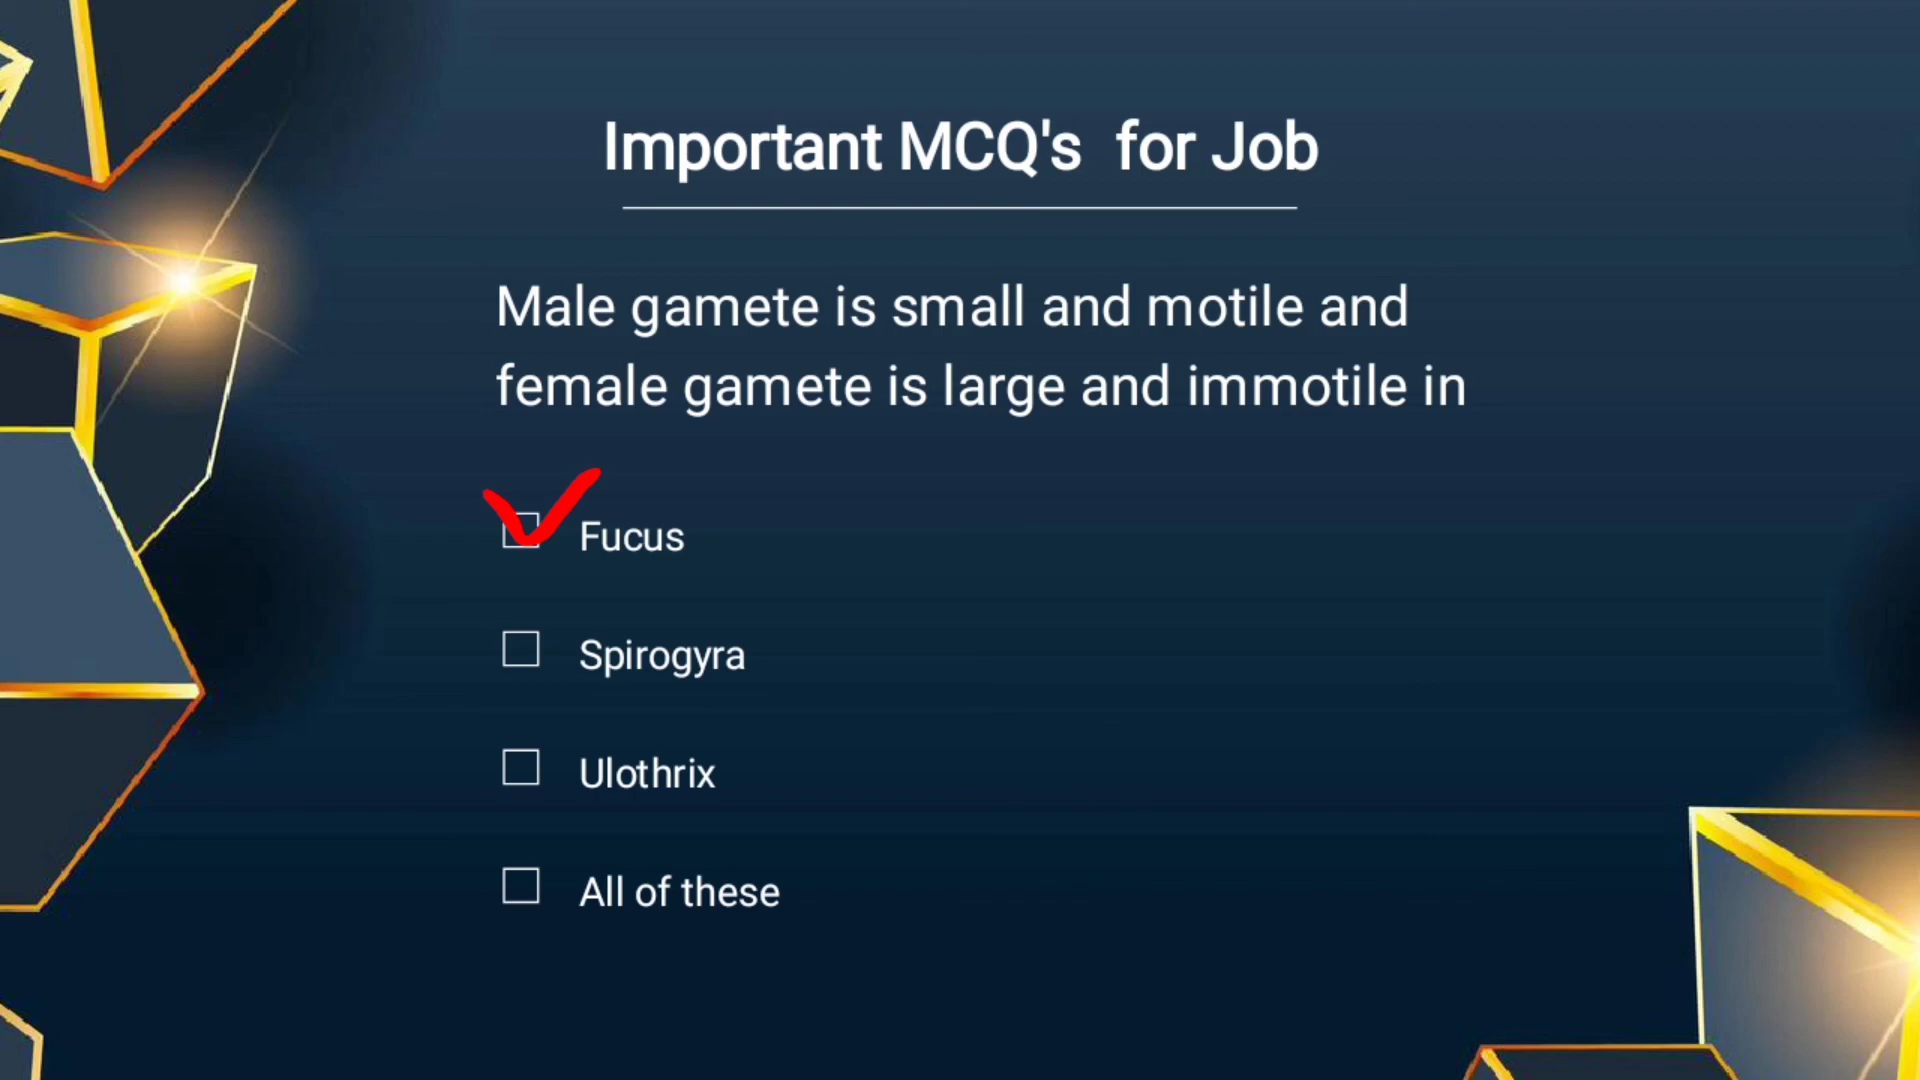 Important MCQ's  for Job
Male gamete is small and motile and
female gamete is large and immotile in
Fucus
Spirogyra
Ulothrix
All of these